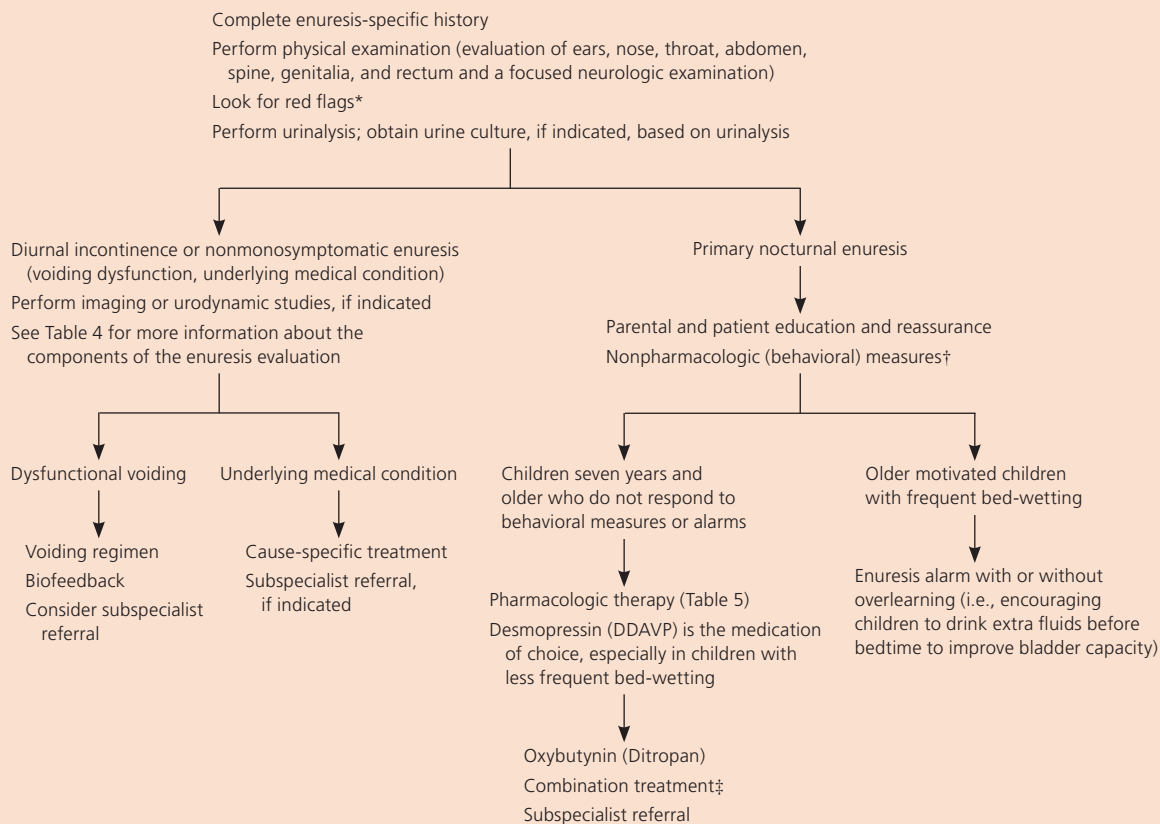 Complete enuresis-specific history
Perform physical examination (evaluation of ears, nose, throat, abdomen,
spine, genitalia, and rectum and a focused neurologic examination)
Look for red flags*
Perform urinalysis; obtain urine culture, if indicated, based on urinalysis
Diurnal incontinence or nonmonosymptomatic enuresis
(voiding dysfunction, underlying medical condition)
Perform imaging or urodynamic studies, if indicated
See Table 4 for more information about the
components of the enuresis evaluation
Dysfunctional voiding
Voiding regimen
Biofeedback
Consider subspecialist
referral
Underlying medical condition
Cause-specific treatment
Subspecialist referral,
if indicated
Primary nocturnal enuresis
Parental and patient education and reassurance
Nonpharmacologic (behavioral) measures†
Children seven years and
older who do not respond to
behavioral measures or alarms
Pharmacologic therapy (Table 5)
Desmopressin (DDAVP) is the medication
of choice, especially in children with
less frequent bed-wetting
Oxybutynin (Ditropan)
Combination treatment‡
Subspecialist referral
Older motivated children
with frequent bed-wetting
Enuresis alarm with or without
overlearning (i.e., encouraging
children to drink extra fluids before
bedtime to improve bladder capacity)